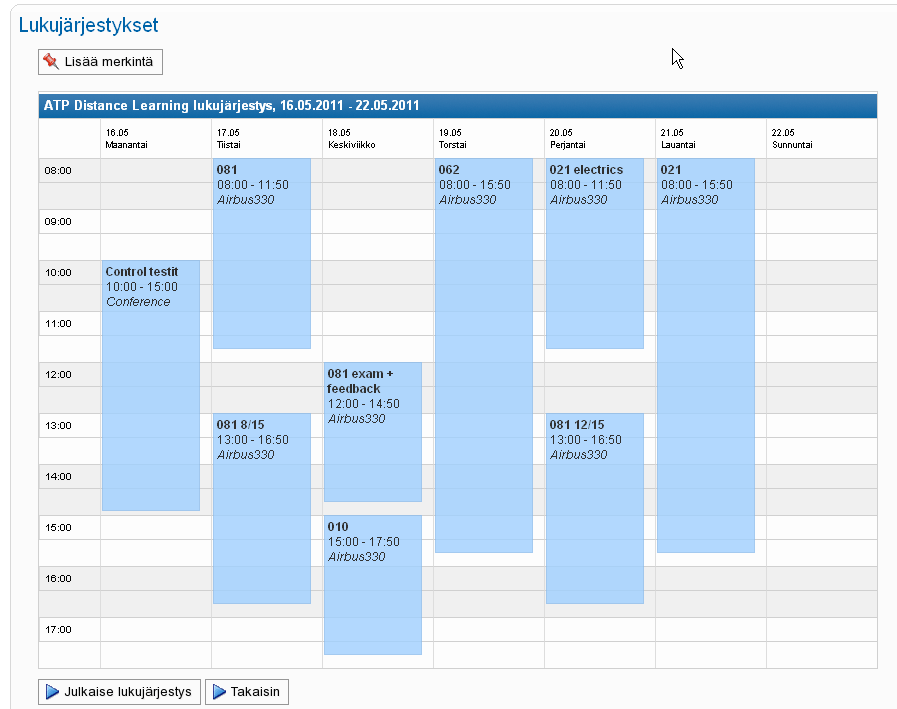 Lukujärjestykset
Lisää merkintä
ATP Distance Learning lukujärjestys, 16.05.2011 - 22.05.2011
16.05
Maanantai
17.05
Tiistai
18.05
Keskiviikko
19.05
Torstai
20.05
Perjantai
21.05
Lauantai
22.05
Sunnuntai
08:00
081
08:00 - 11:50
Airbus330
062
08:00 - 15:50
Airbus330
021 electrics
08:00 - 11:50
Airbus330
021
08:00 - 15:50
Airbus330
09:00
10:00
Control testit
10:00 - 15:00
Conference
11:00
12:00
081 exam +
feedback
12:00 - 14:50
Airbus330
13:00
081 8/15
13:00 - 16:50
Airbus330
081 12/15
13:00 - 16:50
Airbus330
14:00
15:00
010
15:00 - 17:50
Airbus330
16:00
17:00
Julkaise lukujärjestys
Takaisin